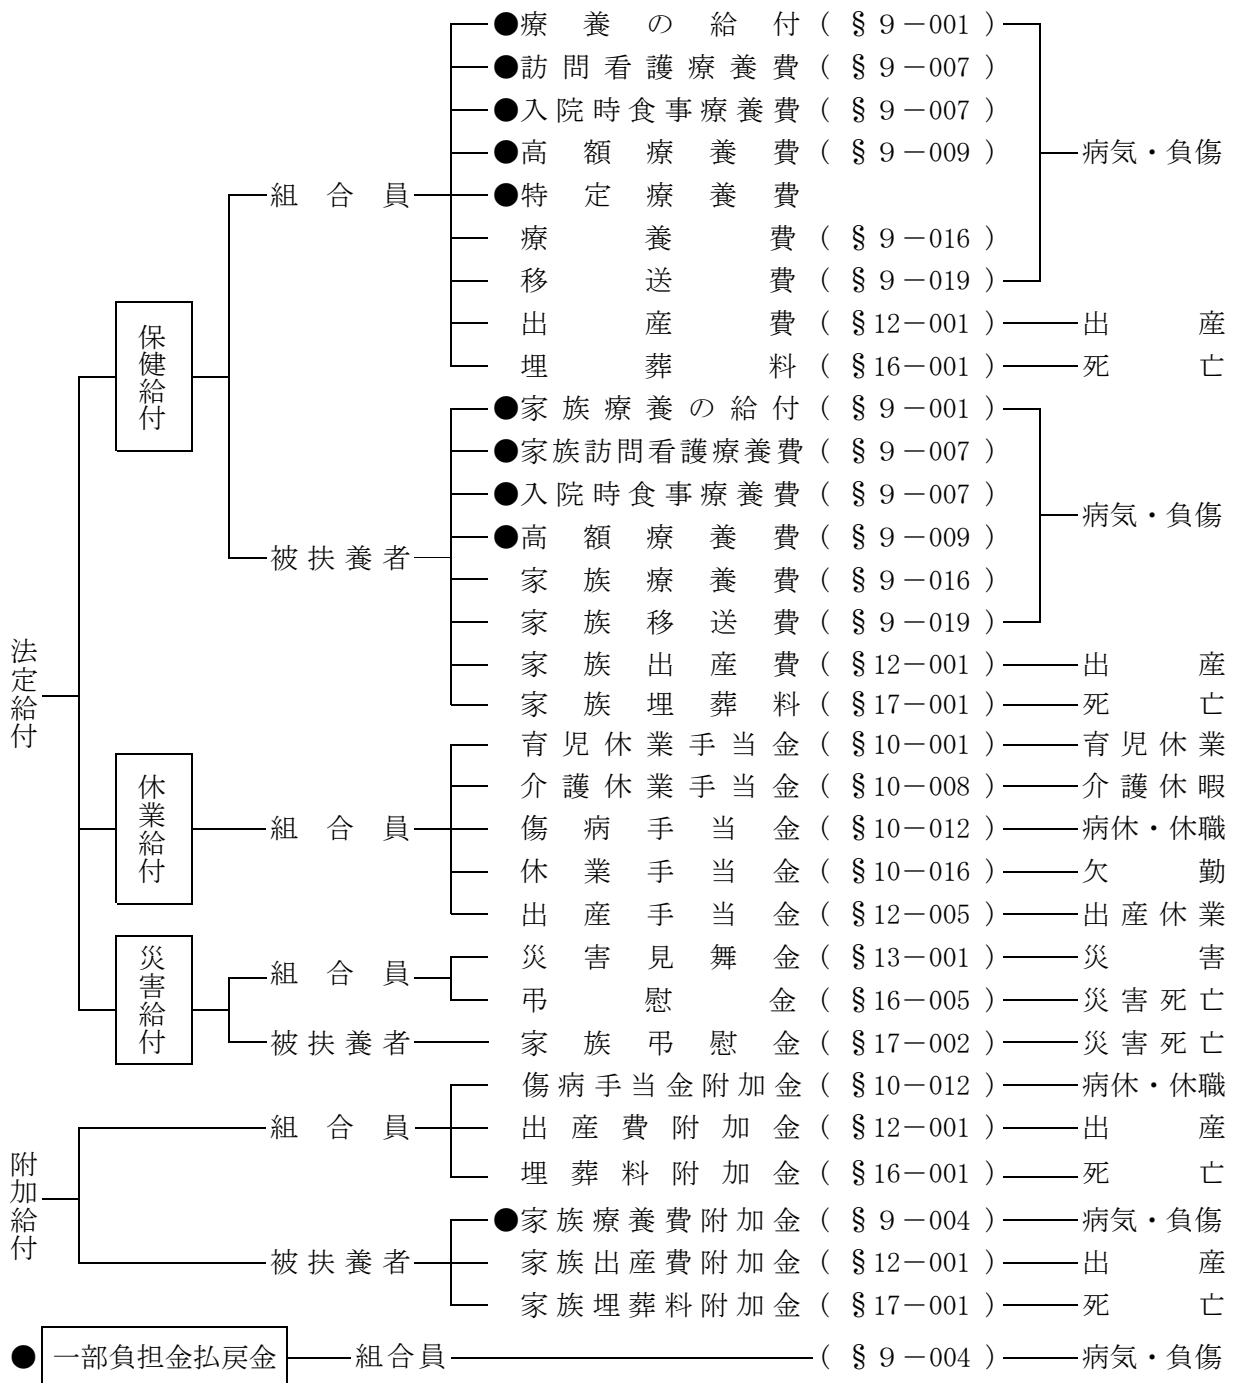 ●療養の給付（§9－001）
●訪問看護療養費（§9－007）
●入院時食事療養費（§9－007）
●高額療養費（§9－009） 病気・負傷
組合員 ●特定療養費
療養費（§9－016）
移送費（§9－019）
出産費（§12－001） 出産
埋葬料（§16－001） 死亡
保健給付
●家族療養の給付（§9－001）
●家族訪問看護療養費（§9－007）
●入院時食事療養費（§9－007）
病気・負傷
●高額療養費（§9－009）
被扶養者
家族療養費（§9－016）
家族移送費（§9－019）
家族出産費（§12－001） 出産
家族埋葬料（§17－001） 死亡
法定給付
育児休業手当金（§10－001） 育児休業
介護休業手当金（§10－008） 介護休暇
休業給付 組合員 傷病手当金（§10－012） 病休・休職
休業手当金（§10－016） 欠勤
出産手当金（§12－005） 出産休業
災害給付
組合員
災害見舞金（§13－001） 災害
弔慰金（§16－005） 災害死亡
被扶養者 家族弔慰金（§17－002） 災害死亡
傷病手当金附加金（§10－012） 病休・休職
組合員 出産費附加金（§12－001） 出産
埋葬料附加金（§16－001） 死亡
附加給付
●家族療養費附加金（§9－004） 病気・負傷
被扶養者 家族出産費附加金（§12－001） 出産
家族埋葬料附加金（§17－001） 死亡
● 一部負担金払戻金 組合員 （§9－004） 病気・負傷